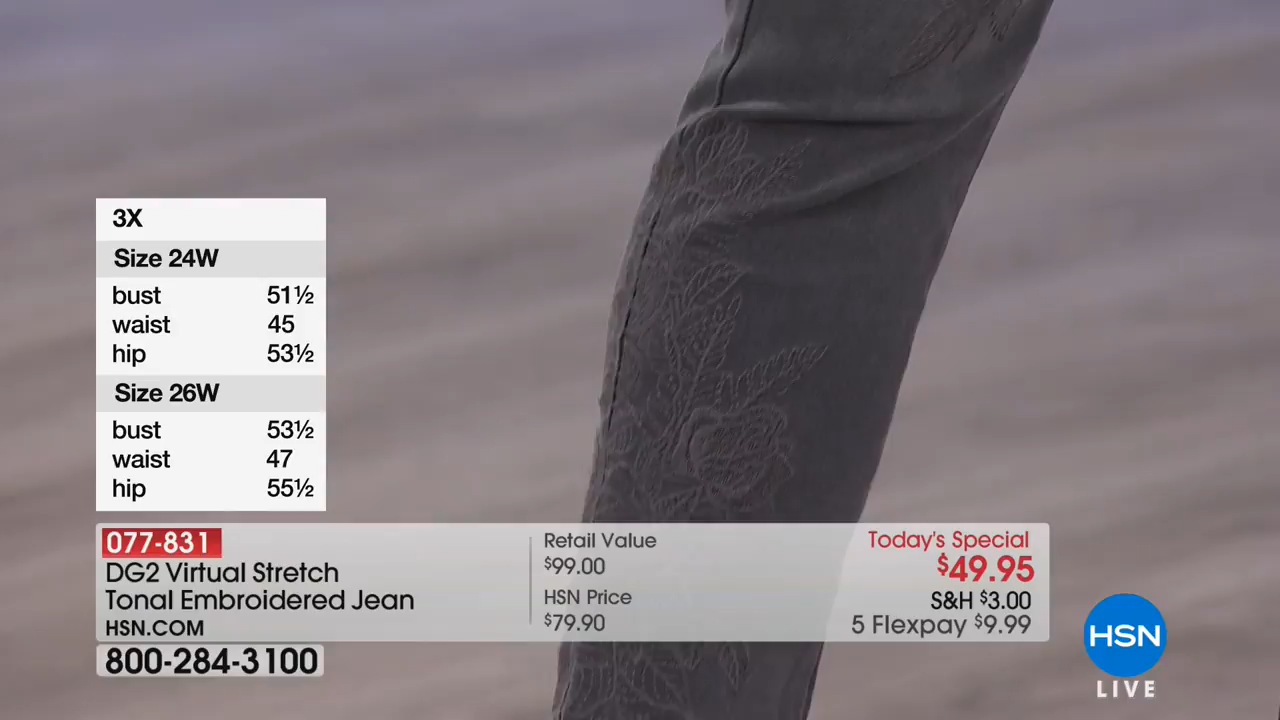 3X
Size 24W
bust 51½
waist 45
hip 53½
Size 26W
bust 53½
waist 47
hip 55½
077-831
DG2 Virtual Stretch
Tonal Embroidered Jean
HSN.COM
800-284-3100
Retail Value
$99.00
HSN Price
$79.90
Today's Special
$49.95
S&H $3.00
5 Flexpay $9.99
HSN
LIVE